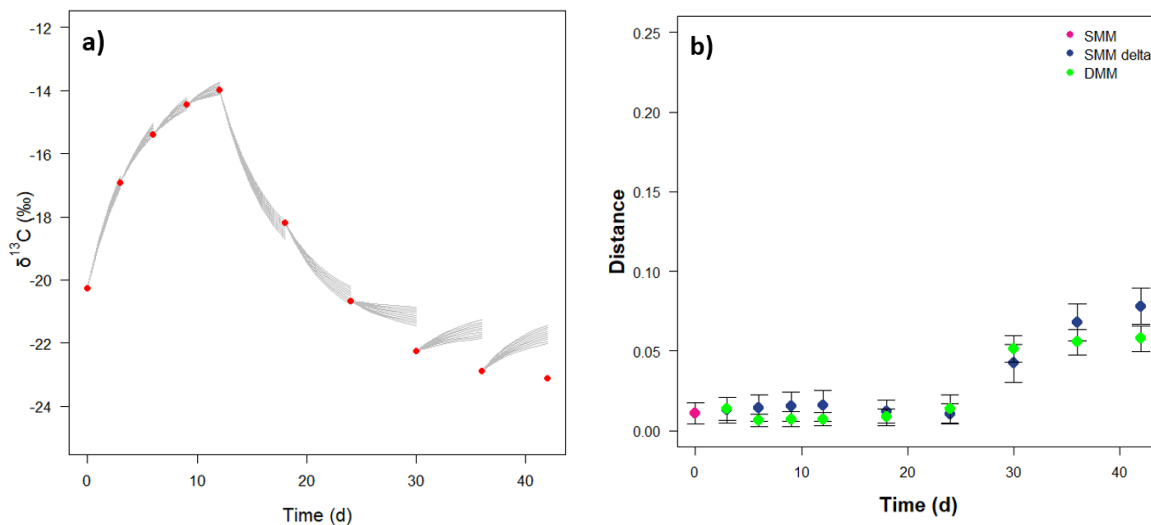 a)
-12
-14
-16
-18
-20
-22
-24
δ13C (‰)
0 10 20 30 40
Time (d)
b)
SMM
SMM delta
DMM
0.25
0.20
0.15
0.10
0.05
0.00
Distance
0 10 20 30 40
Time (d)